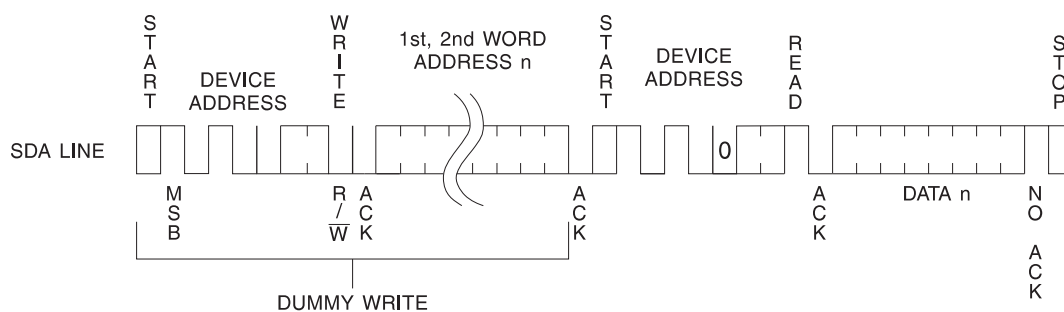 START
WRITE
1st, 2nd WORD
ADDRESS n
START
READ
STOP
DEVICE
ADDRESS
DEVICE
ADDRESS
SDA LINE
0
MSB
R/W
ACK
ACK
ACK
DATA n
NO ACK
DUMMY WRITE